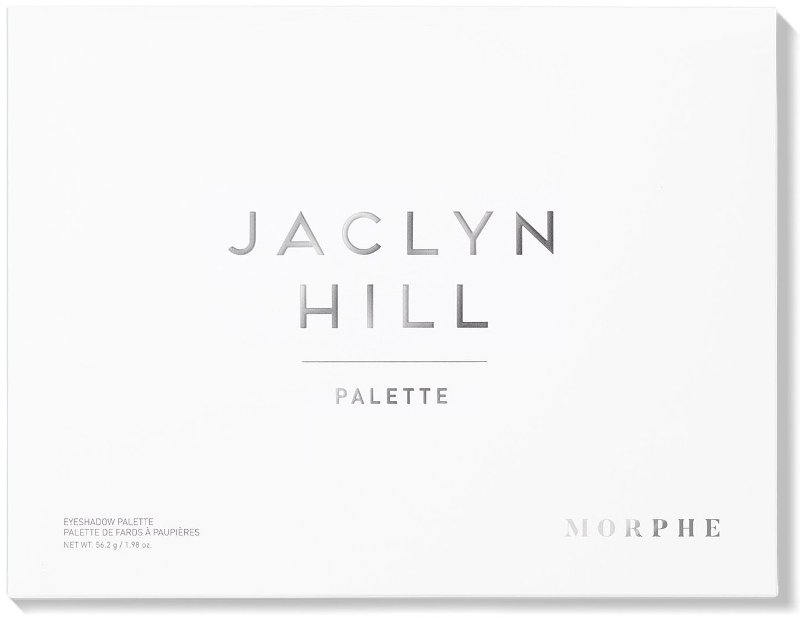 JACLYN
HILL
PALETTE
EYESHADOW PALETTE
PALETTE DE FARDS À PAUPIÈRES
NET WT. 56.2 g / 1.98 oz.
MORPHE